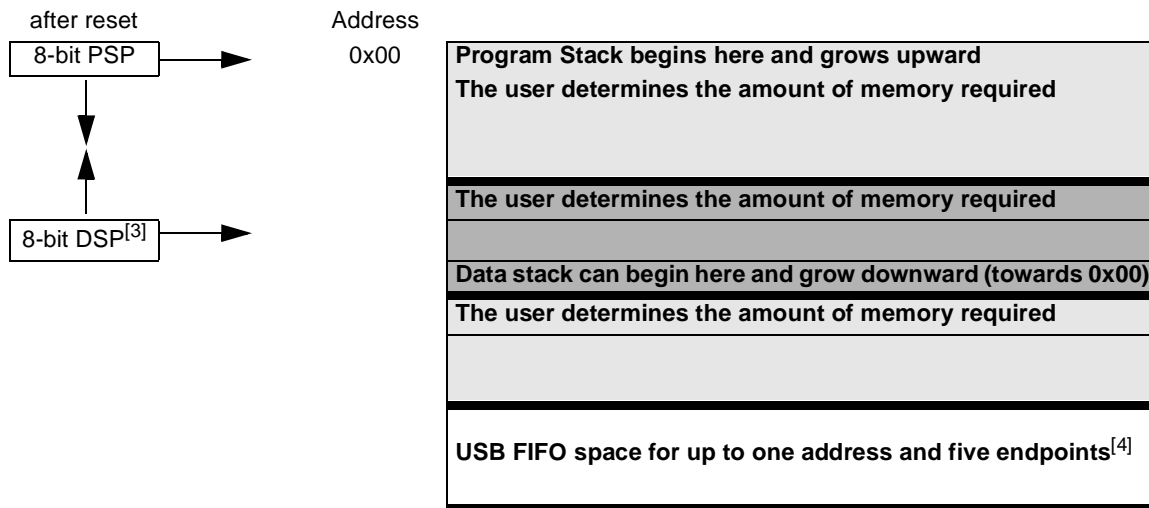 after reset Address
8-bit PSP 0x00 Program Stack begins here and grows upward
The user determines the amount of memory required
The user determines the amount of memory required
8-bit DSP[3]
Data stack can begin here and grow downward (towards 0x00)
The user determines the amount of memory required
USB FIFO space for up to one address and five endpoints[4]